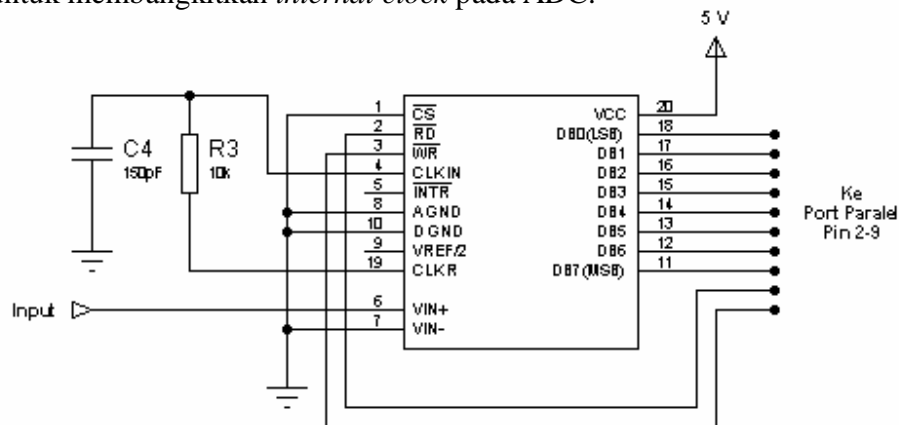 untuk membangkitkan internal clock pada ADC.
5 V
C4
150pF
R3
10k
1
2
3
4
5
8
10
9
19
6
7
CS
RD
WR
CLKIN
INTR
AGND
DGND
VREF/2
CLKR
VIN+
VIN-
VCC
DB0(LSB)
DB1
DB2
DB3
DB4
DB5
DB6
DB7(MSB)
20
18
17
16
15
14
13
12
11
Ke
Port Paralel
Pin 2-9
Input